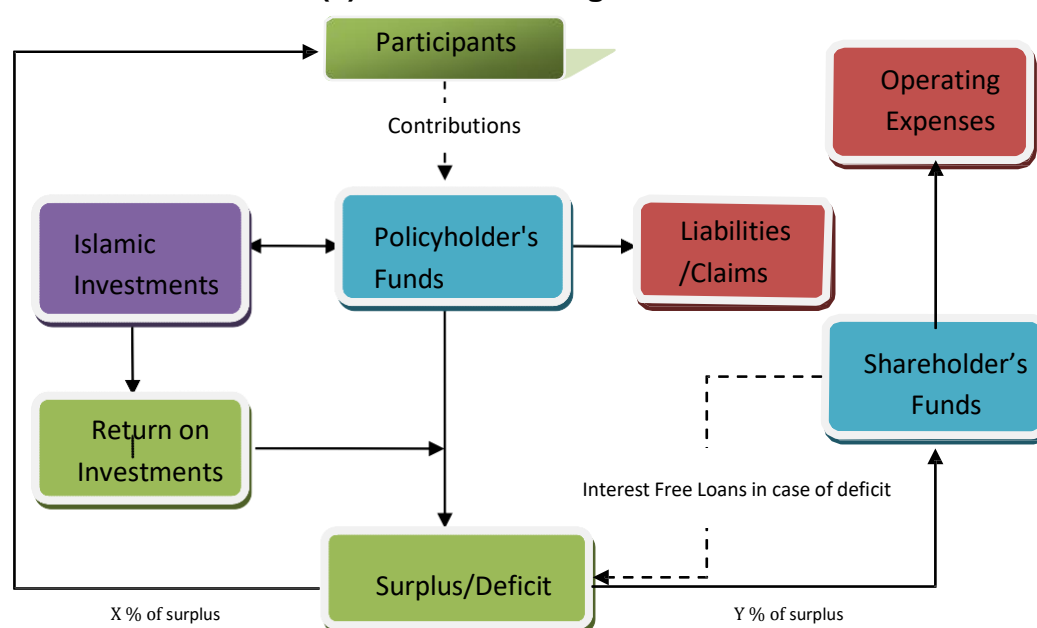 Participants
Operating
Expenses
Contributions
Islamic
Investments
Policyholder's
Funds
Liabilities
/Claims
Shareholder’s
Funds
Return on
Investments
Interest Free Loans in case of deficit
Surplus/Deficit
X % of surplus
Y % of surplus